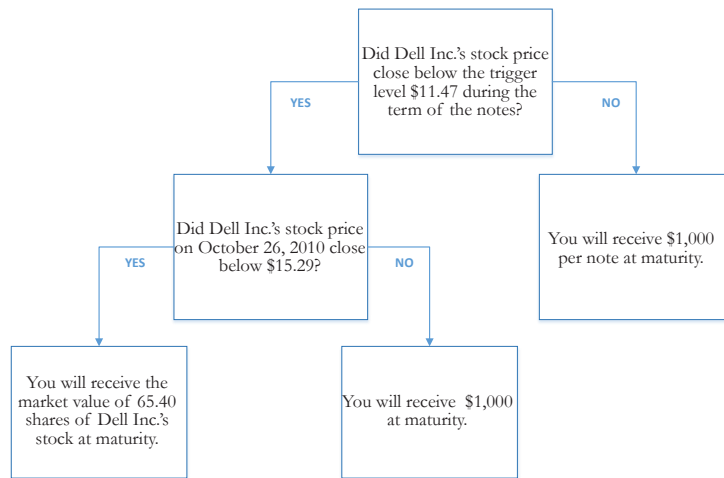 Did Dell Inc.'s stock price
close below the trigger
level $11.47 during the
term of the notes?
YES
NO
Did Dell Inc.'s stock price
on October 26, 2010 close
below $15.29?
You will receive $1,000
per note at maturity.
YES
NO
You will receive the
market value of 65.40
shares of Dell Inc.'s
stock at maturity.
You will receive $1,000
at maturity.